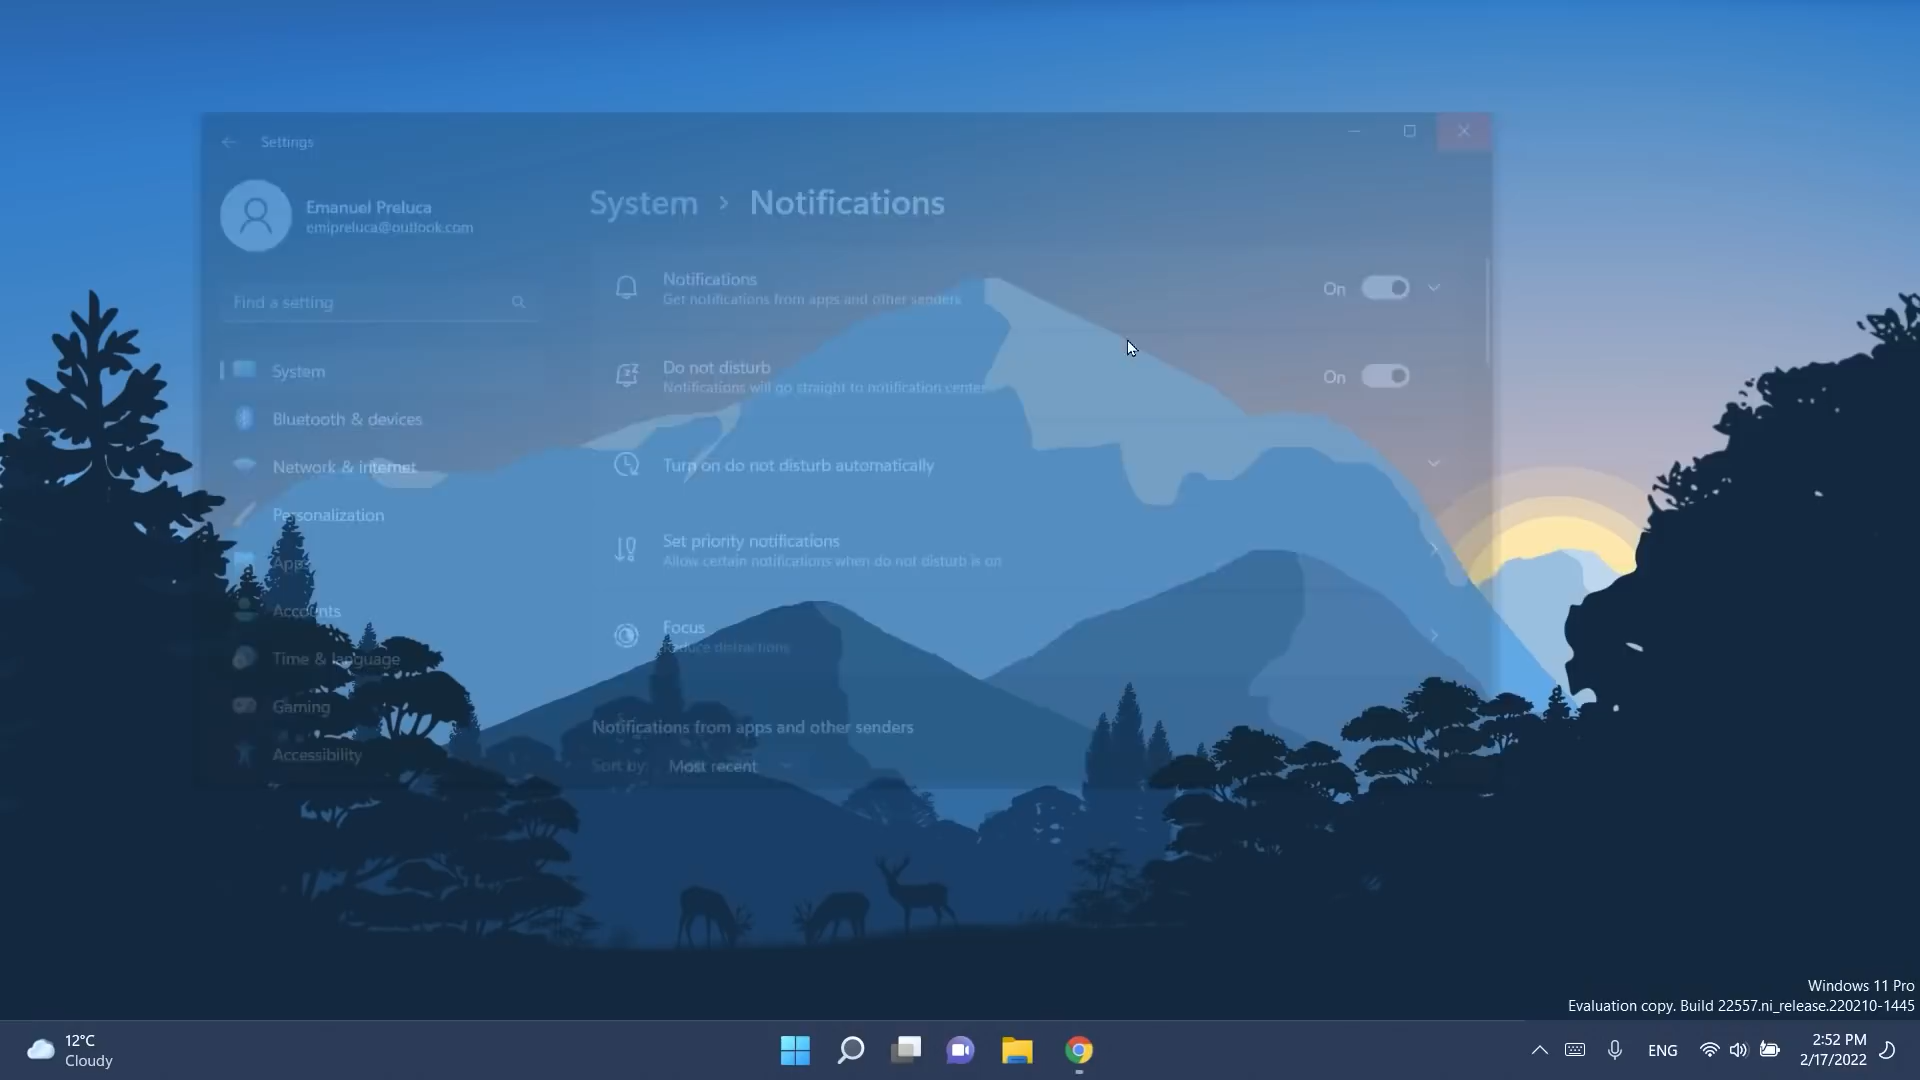 Settings
Emanuel Preluca
emipreluca@outlook.com
Find a setting
System
Bluetooth & devices
Network & internet
Personalization
Apps
Accounts
Time & language
Gaming
Accessibility
System > Notifications
Notifications
Get notifications from apps and other senders
On
Do not disturb
Notifications will go straight to notification center
On
Turn on do not disturb automatically
Set priority notifications
Allow certain notifications when do not disturb is on
Focus
Reduce distractions
Notifications from apps and other senders
Sort by: Most recent
Windows 11 Pro
Evaluation copy. Build 22557.ni_release.220210-1445
12°C
Cloudy
ENG
2:52 PM
2/17/2022